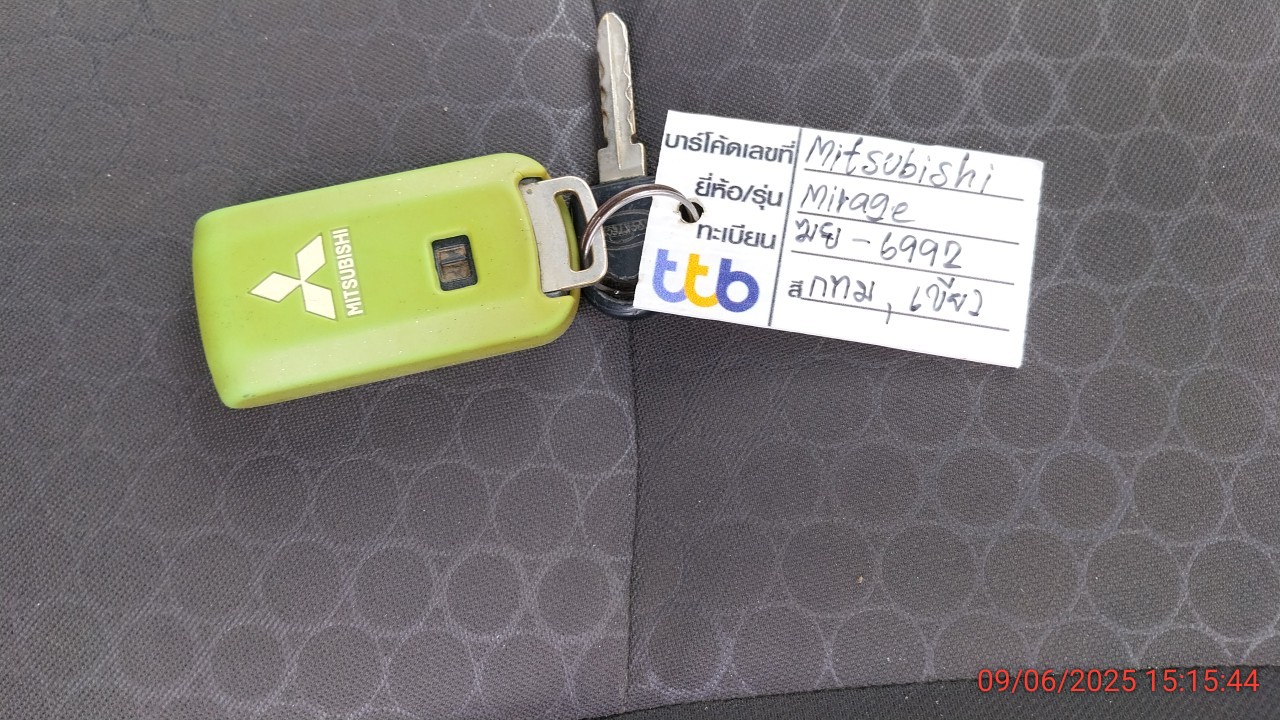 MITSUBISHI
บาร์โค้ดเลขที่ Mitsubishi
ยี่ห้อ/รุ่น Mirage
ทะเบียน ฆย - 6992
ttb สี กทม, เขียว
09/06/2025 15:15:44